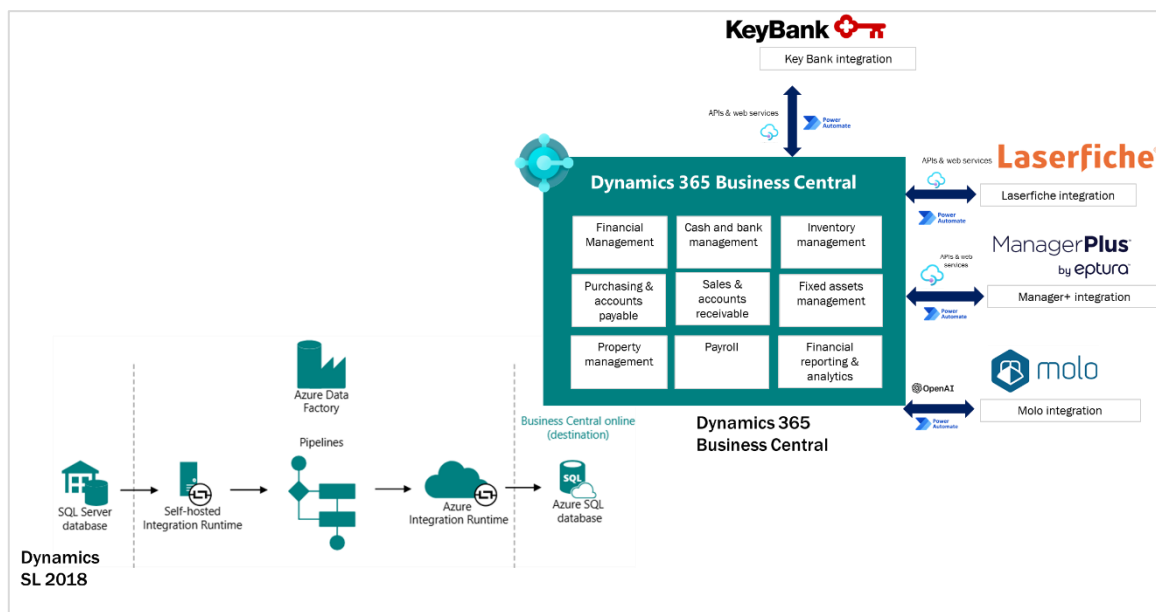 KeyBank
Key Bank integration
APIs & web services
Power
Automate
Dynamics 365 Business Central
Financial
Management
Cash and bank
management
Inventory
management
Purchasing &
accounts
payable
Sales &
accounts
receivable
Fixed assets
management
Property
management
Payroll
Financial
reporting &
analytics
APIs & web services
Laserfiche
Laserfiche integration
Power
Automate
APIs & web
services
ManagerPlus
by eptura
Manager+ integration
Power
Automate
OpenAI
molo
Molo integration
Power
Automate
Dynamics 365
Business Central
Azure Data
Factory
Business Central online
(destination)
Pipelines
SQL Server
database
Self-hosted
Integration Runtime
Azure
Integration Runtime
SQL
Azure SQL
database
Dynamics
SL 2018